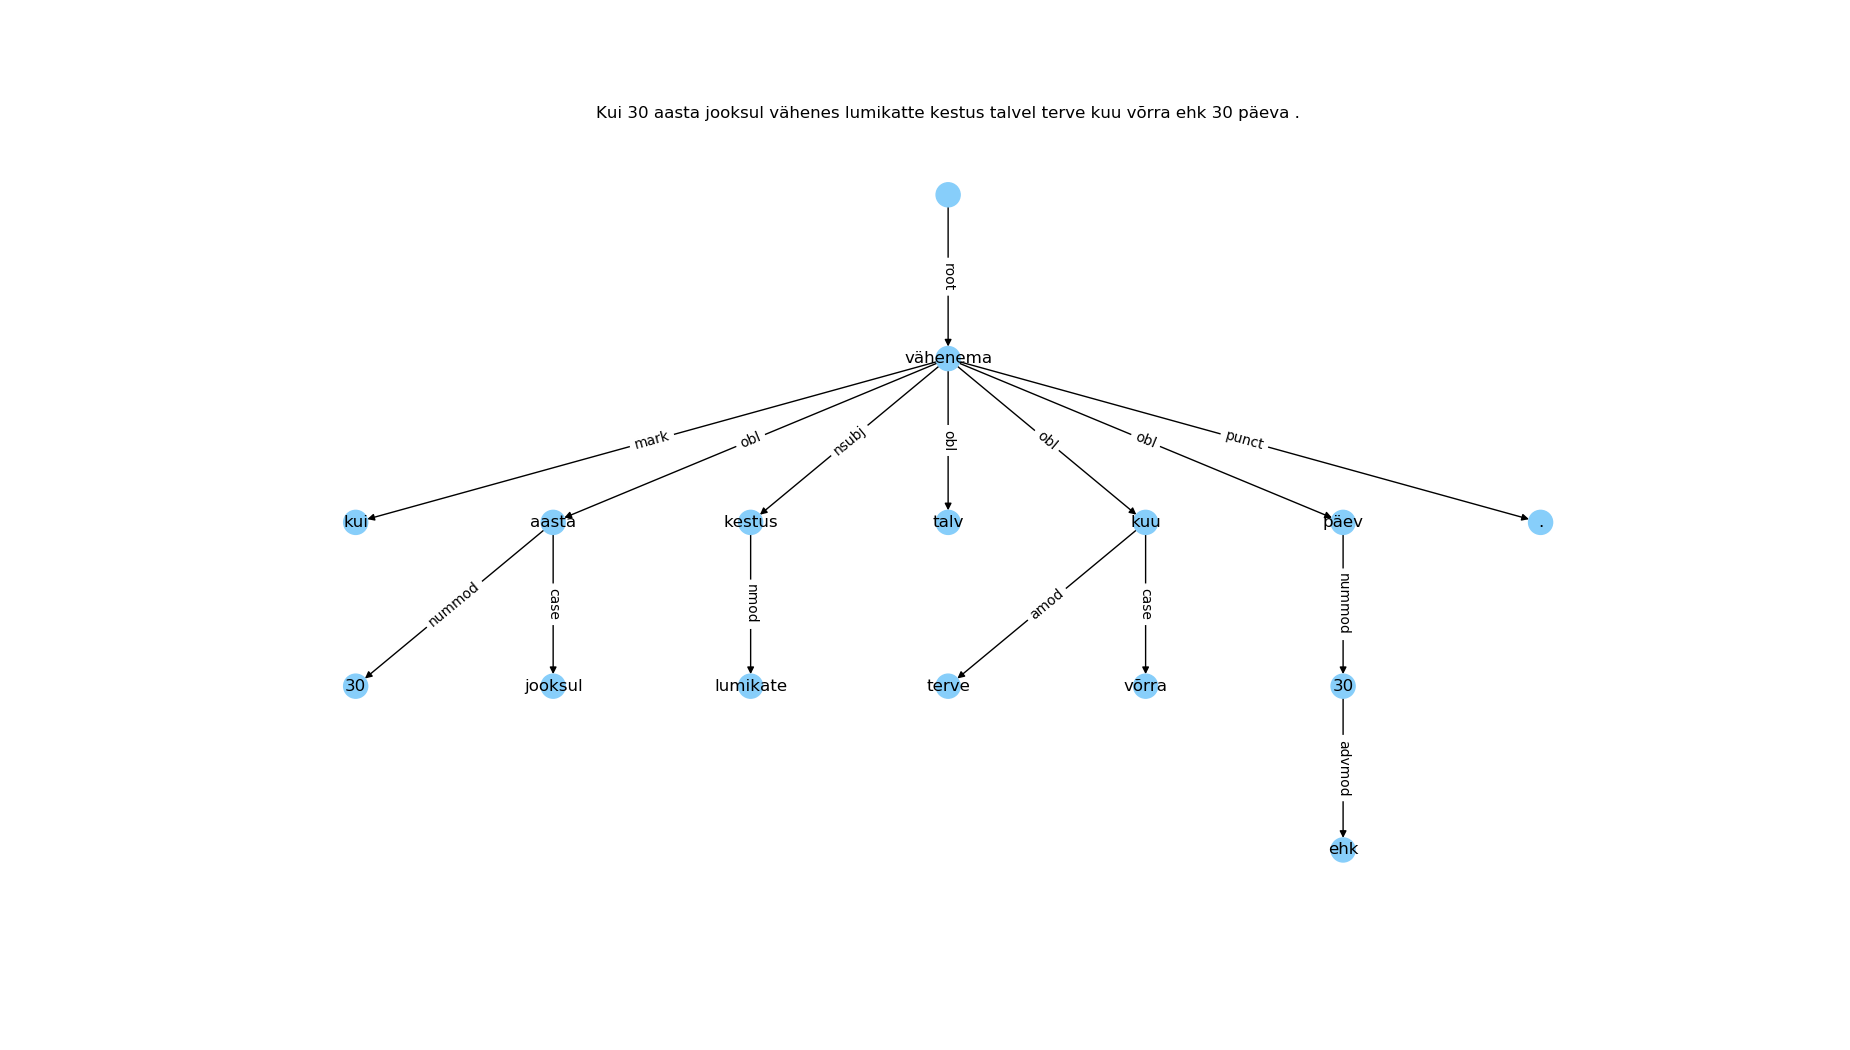 Kui 30 aasta jooksul vähenes lumikatte kestus talvel terve kuu võrra ehk 30 päeva .
root
vähenema
mark obl nsubj obl obl obl punct
kui aasta kestus talv kuu päev .
nummod case nmod amod case nummod
30 jooksul lumikate terve võrra 30
advmod
ehk